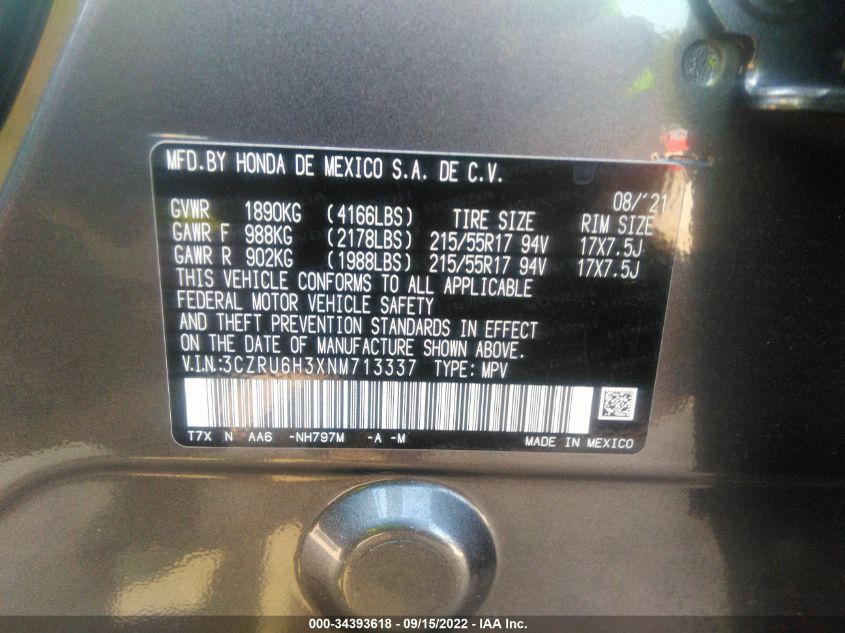 MFD.BY HONDA DE MEXICO S.A. DE C.V.
08/'21
GVWR 1890KG (4166LBS) TIRE SIZE RIM SIZE
GAWR F 988KG (2178LBS) 215/55R17 94V 17X7.5J
GAWR R 902KG (1988LBS) 215/55R17 94V 17X7.5J
THIS VEHICLE CONFORMS TO ALL APPLICABLE
FEDERAL MOTOR VEHICLE SAFETY
AND THEFT PREVENTION STANDARDS IN EFFECT
ON THE DATE OF MANUFACTURE SHOWN ABOVE.
V.I.N.:3CZRU6H3XNM713337 TYPE: MPV
T7X N AA6 -NH797M -A -M MADE IN MEXICO
000-34393618 - 09/15/2022 - IAA Inc.